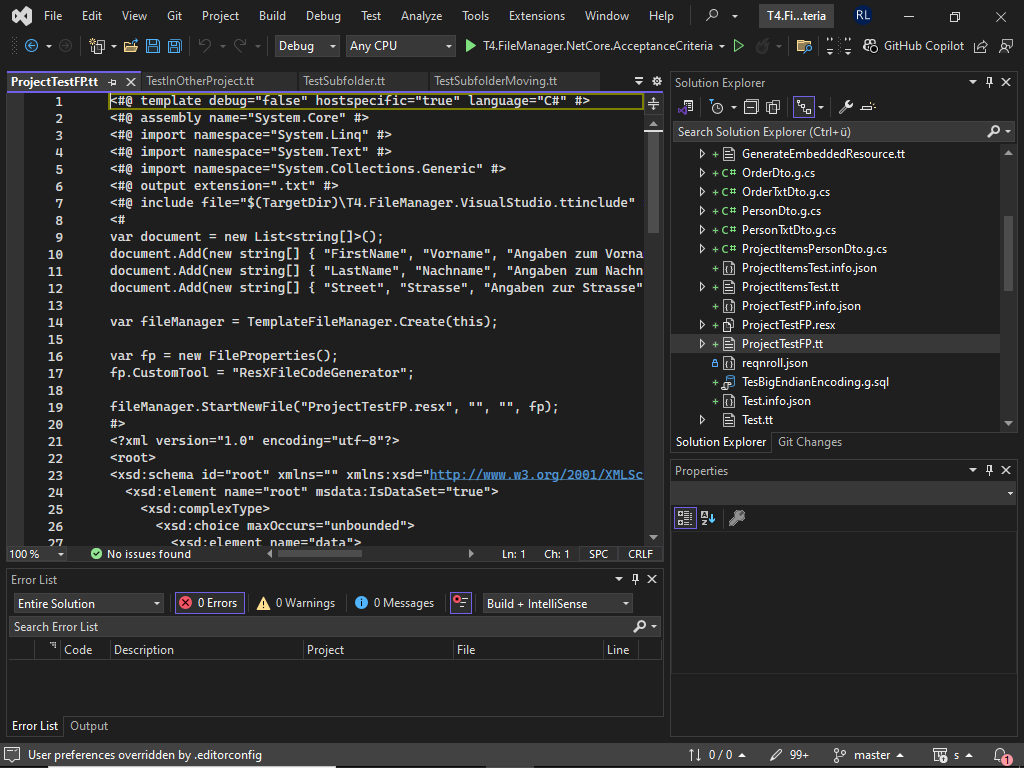 File Edit View Git Project Build Debug Test Analyze Tools Extensions Window Help T4.Fi...teria RL
Debug Any CPU T4.FileManager.NetCore.AcceptanceCriteria GitHub Copilot
ProjectTestFP.tt TestInOtherProject.tt TestSubfolder.tt TestSubfolderMoving.tt
1 <#@ template debug="false" hostspecific="true" language="C#" #>
2 <#@ assembly name="System.Core" #>
3 <#@ import namespace="System.Linq" #>
4 <#@ import namespace="System.Text" #>
5 <#@ import namespace="System.Collections.Generic" #>
6 <#@ output extension=".txt" #>
7 <#@ include file="$(TargetDir)\T4.FileManager.VisualStudio.ttinclude"
8 <#
9 var document = new List<string[]>();
10 document.Add(new string[] { "FirstName", "Vorname", "Angaben zum Vorna
11 document.Add(new string[] { "LastName", "Nachname", "Angaben zum Nachn
12 document.Add(new string[] { "Street", "Strasse", "Angaben zur Strasse"
13
14 var fileManager = TemplateFileManager.Create(this);
15
16 var fp = new FileProperties();
17 fp.CustomTool = "ResXFileCodeGenerator";
18
19 fileManager.StartNewFile("ProjectTestFP.resx", "", "", fp);
20 #>
21 <?xml version="1.0" encoding="utf-8"?>
22 <root>
23 <xsd:schema id="root" xmlns="" xmlns:xsd="http://www.w3.org/2001/XMLSc
24 <xsd:element name="root" msdata:IsDataSet="true">
25 <xsd:complexType>
26 <xsd:choice maxOccurs="unbounded">
27 <xsd:element name="data">
100 % No issues found Ln: 1 Ch: 1 SPC CRLF
Solution Explorer
Search Solution Explorer (Ctrl+ü)
GenerateEmbeddedResource.tt
C# OrderDto.g.cs
C# OrderTxtDto.g.cs
C# PersonDto.g.cs
C# PersonTxtDto.g.cs
C# ProjectItemsPersonDto.g.cs
ProjectItemsTest.info.json
ProjectItemsTest.tt
ProjectTestFP.info.json
ProjectTestFP.resx
ProjectTestFP.tt
reqnroll.json
TesBigEndianEncoding.g.sql
Test.info.json
Test.tt
Solution Explorer Git Changes
Properties
Error List
Entire Solution 0 Errors 0 Warnings 0 Messages Build + IntelliSense
Search Error List
Code Description Project File Line
Error List Output
User preferences overridden by .editorconfig 0 / 0 99+ master s 1